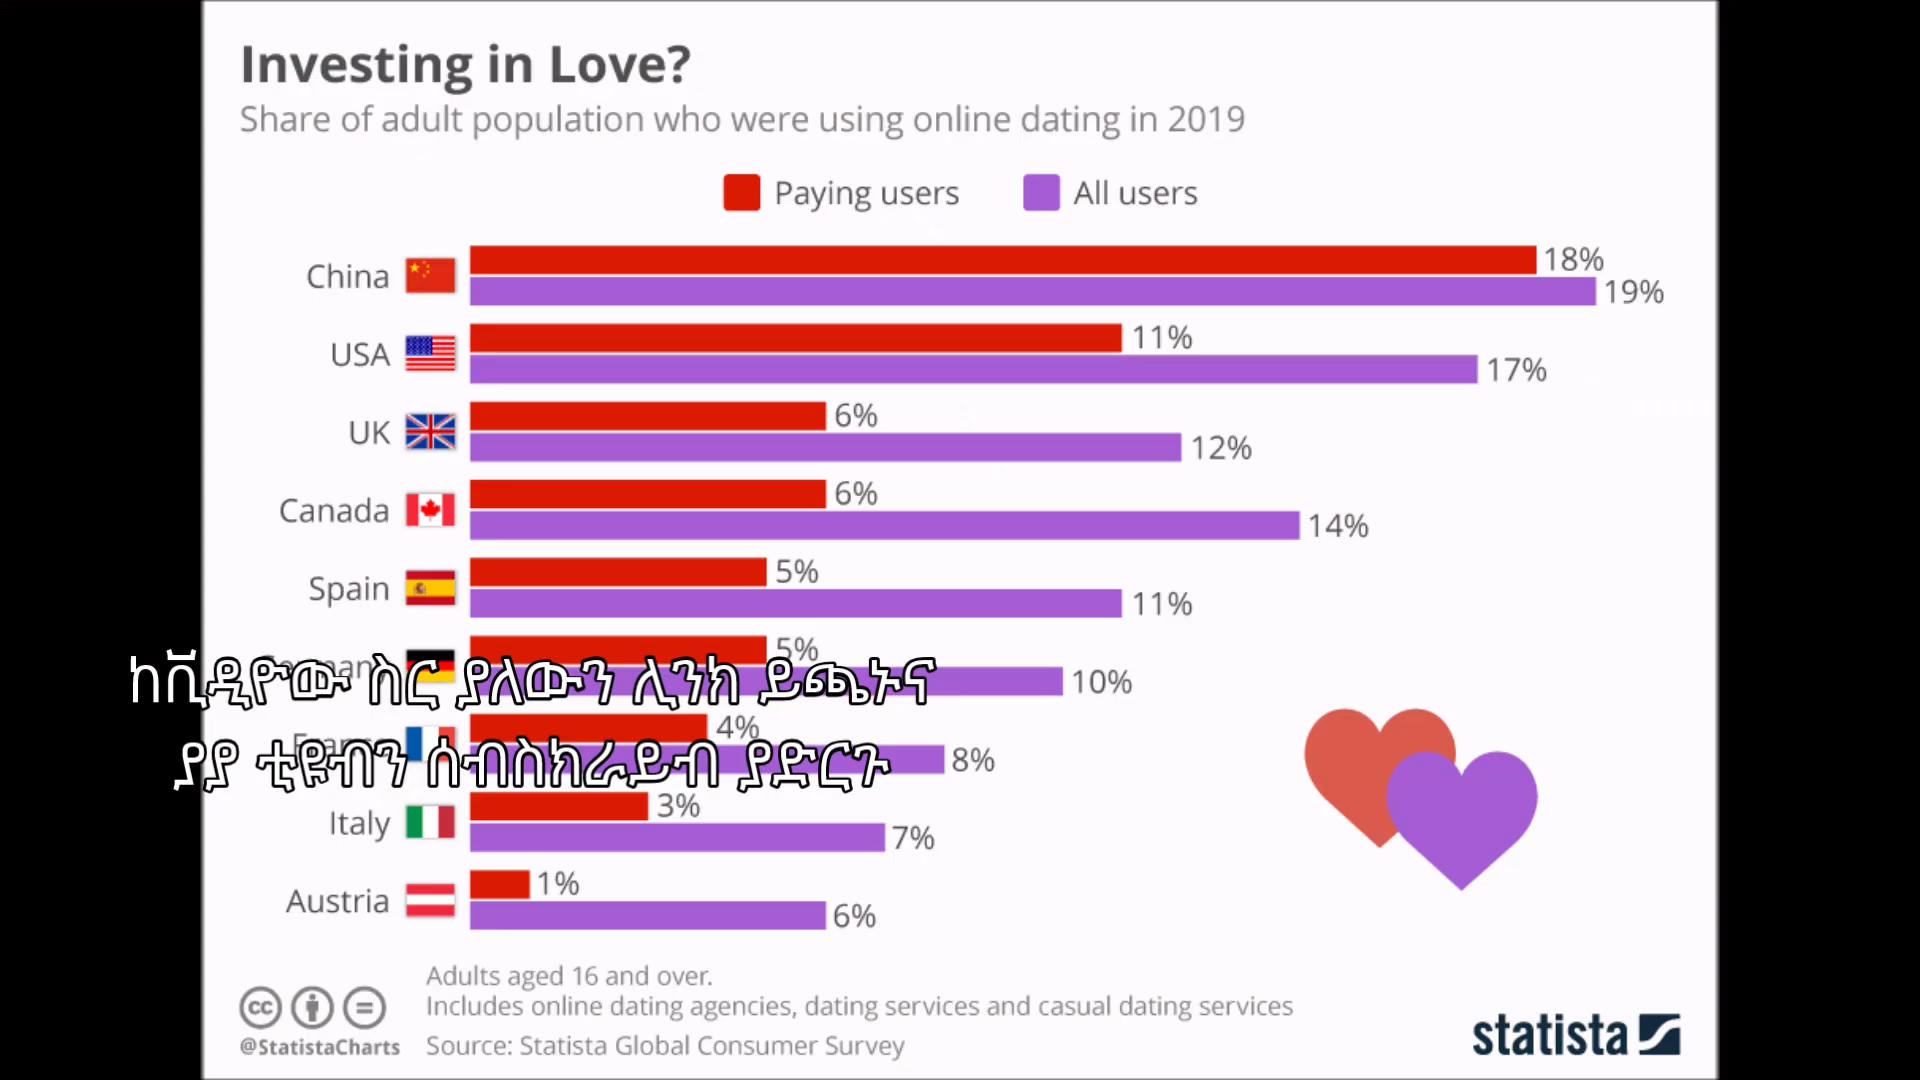 Investing in Love?
Share of adult population who were using online dating in 2019
Paying users All users
China 18%
19%
USA 11%
17%
UK 6%
12%
Canada 6%
14%
Spain 5%
11%
Germany 5%
10%
ከቪዲዮው ስር ያለውን ሊንክ ይጫኑና
France 4%
8%
ያያ ቲዩብን ሰብስክራይብ ያድርጉ
Italy 3%
7%
Austria 1%
6%
Adults aged 16 and over.
Includes online dating agencies, dating services and casual dating services
@StatistaCharts Source: Statista Global Consumer Survey
statista